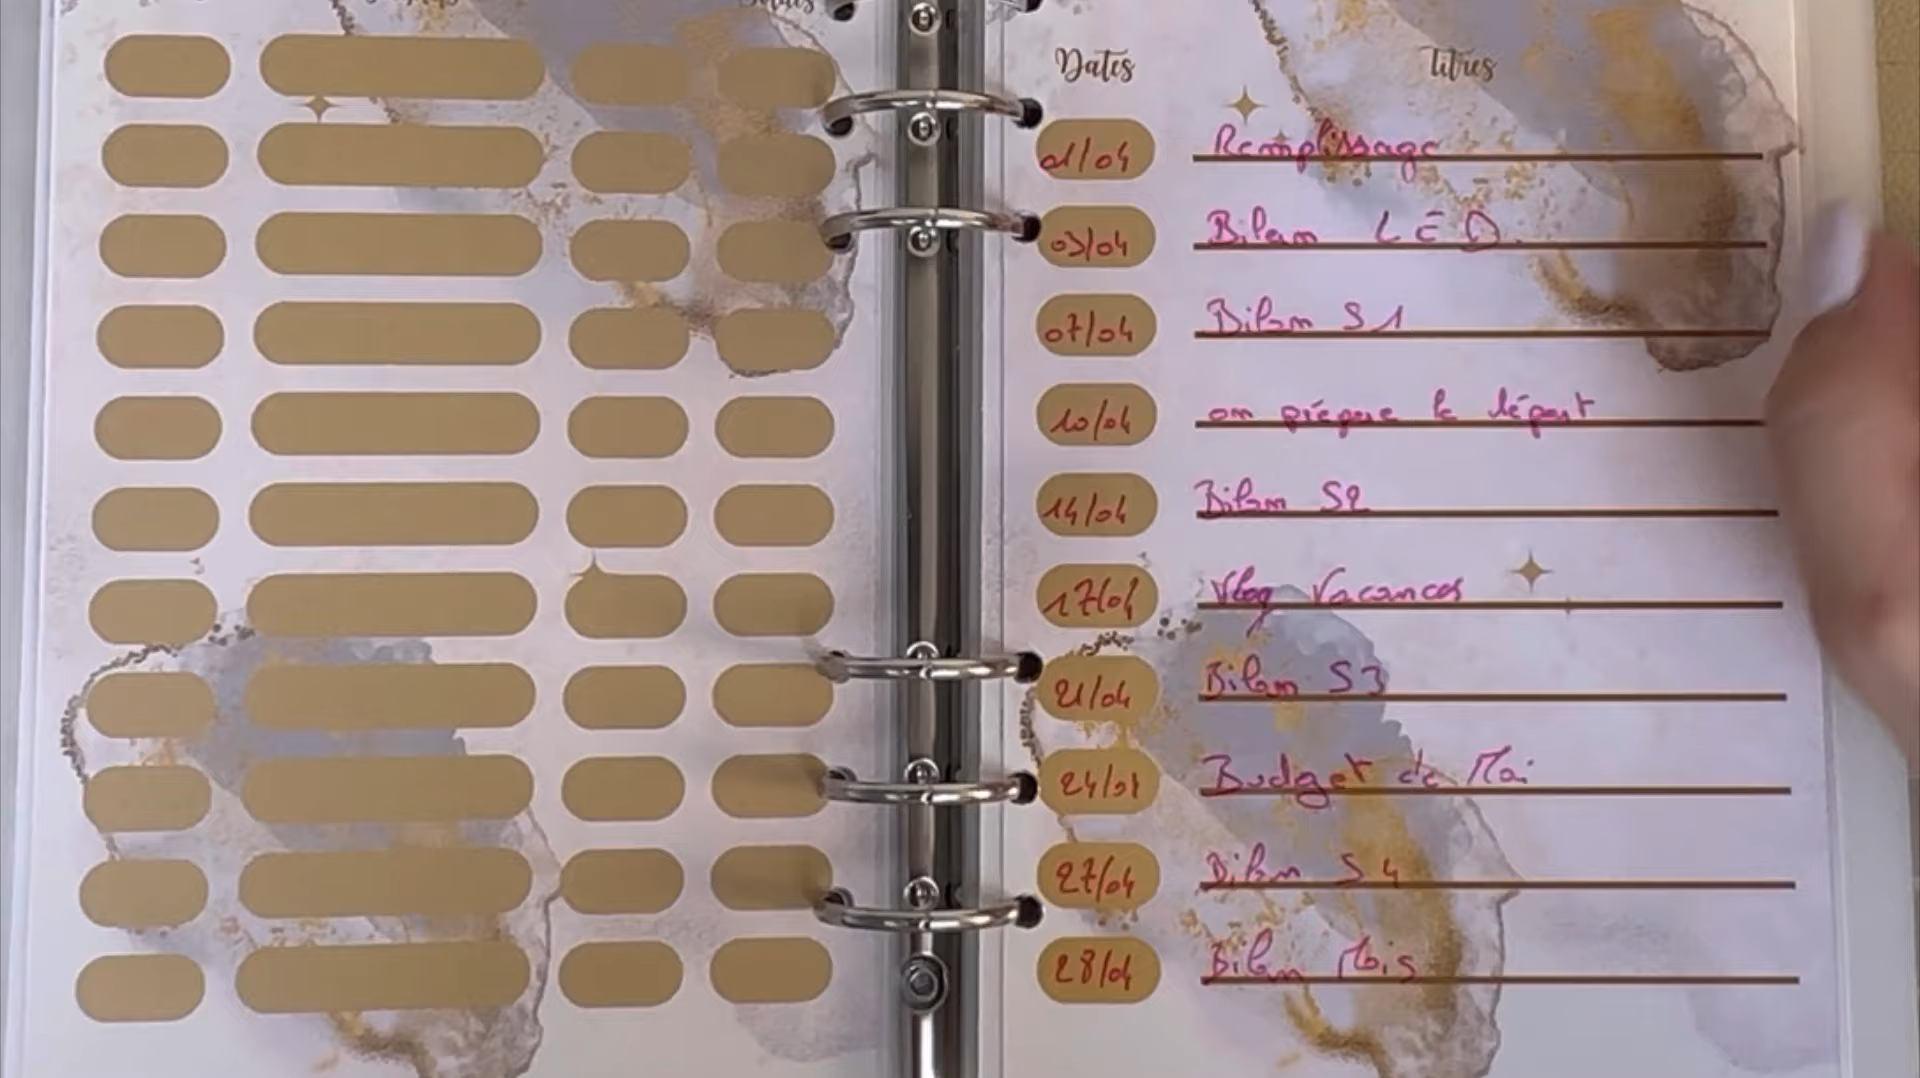 Dates Titres
01/04 Remplissage
03/04 Bilan L E D.
07/04 Bilan S1
10/04 on prépare le départ
14/04 Bilan S2
17/04 Vlog Vacances
21/04 Bilan S3
24/04 Budget de Mai
27/04 Bilan S4
28/04 Bilan Mois